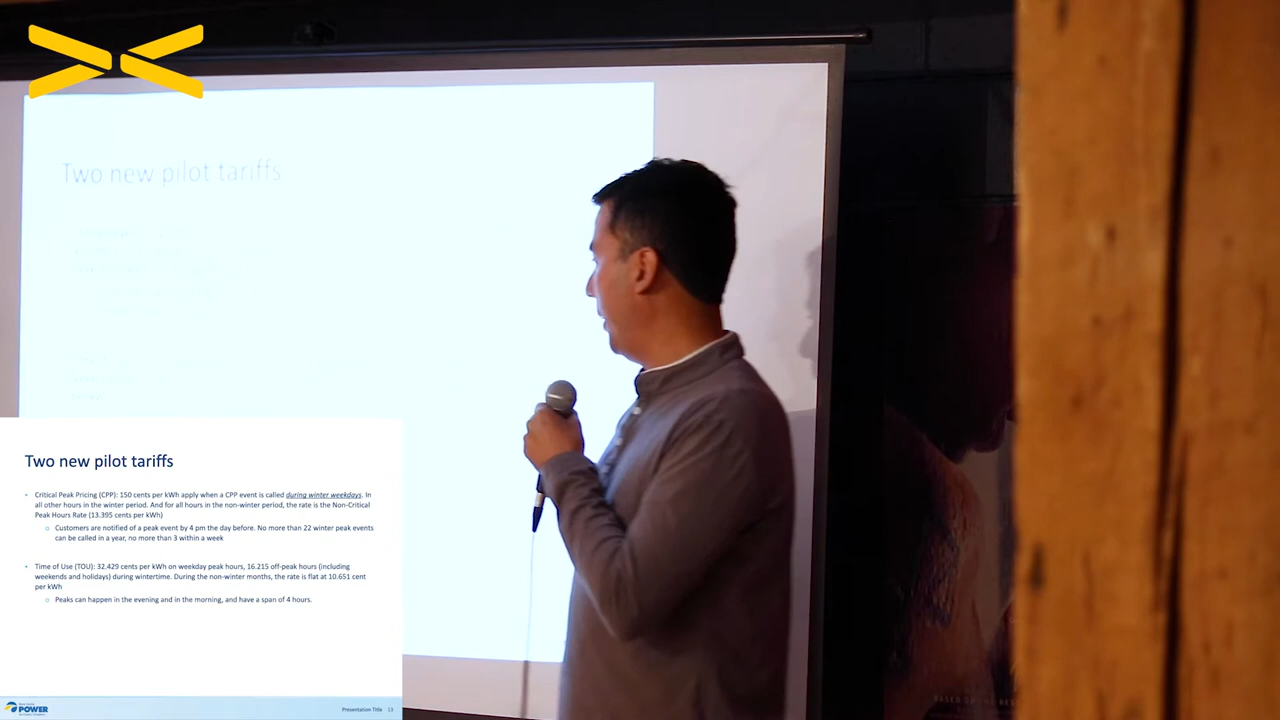 Two new pilot tariffs
Two new pilot tariffs
• Critical Peak Pricing (CPP): 150 cents per kWh apply when a CPP event is called during winter weekdays. In
all other hours in the winter period. And for all hours in the non-winter period, the rate is the Non-Critical
Peak Hours Rate (13.395 cents per kWh)
o Customers are notified of a peak event by 4 pm the day before. No more than 22 winter peak events
can be called in a year, no more than 3 within a week
• Time of Use (TOU): 32.429 cents per kWh on weekday peak hours, 16.215 off-peak hours (including
weekends and holidays) during wintertime. During the non-winter months, the rate is flat at 10.651 cent
per kWh
o Peaks can happen in the evening and in the morning, and have a span of 4 hours.
POWER
Presentation Title 13
BASED ON THE BES